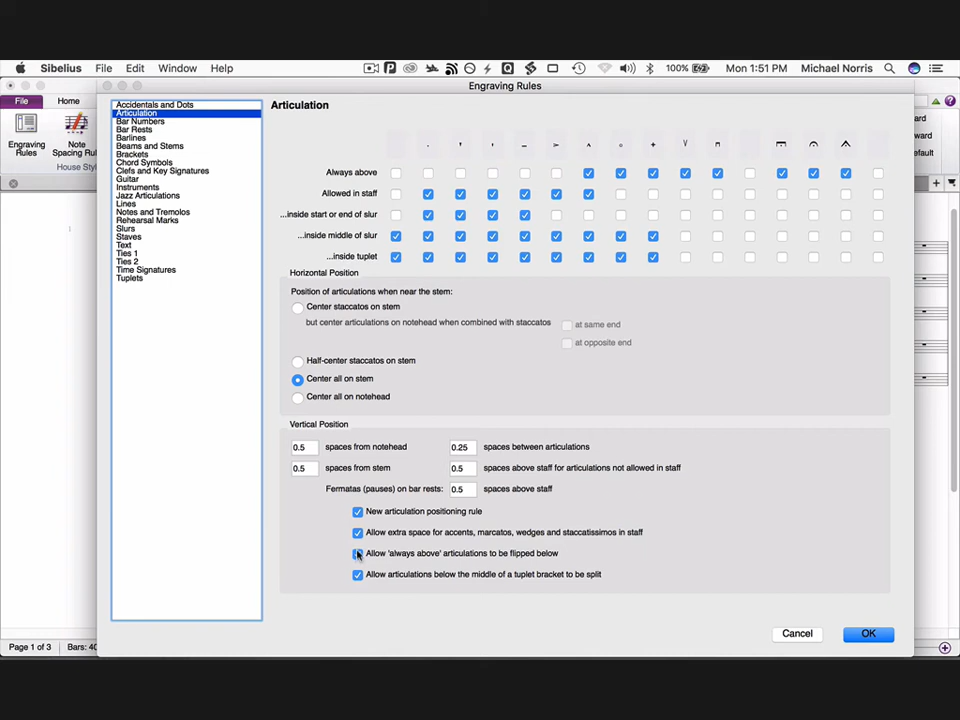 Sibelius File Edit Window Help 100% Mon 1:51 PM Michael Norris
Engraving Rules
File Home
Engraving Rules
Note Spacing Rul
House Sty
Accidentals and Dots
Articulation
Bar Numbers
Bar Rests
Barlines
Beams and Stems
Brackets
Chord Symbols
Clefs and Key Signatures
Guitar
Instruments
Jazz Articulations
Lines
Notes and Tremolos
Rehearsal Marks
Slurs
Staves
Text
Ties 1
Ties 2
Time Signatures
Tuplets
Articulation
Always above
Allowed in staff
...inside start or end of slur
...inside middle of slur
...inside tuplet
Horizontal Position
Position of articulations when near the stem:
Center staccatos on stem
but center articulations on notehead when combined with staccatos
at same end
at opposite end
Half-center staccatos on stem
Center all on stem
Center all on notehead
Vertical Position
0.5 spaces from notehead 0.25 spaces between articulations
0.5 spaces from stem 0.5 spaces above staff for articulations not allowed in staff
Fermatas (pauses) on bar rests: 0.5 spaces above staff
New articulation positioning rule
Allow extra space for accents, marcatos, wedges and staccatissimos in staff
Allow 'always above' articulations to be flipped below
Allow articulations below the middle of a tuplet bracket to be split
Cancel OK
ard
ward
default
Page 1 of 3 Bars: 40